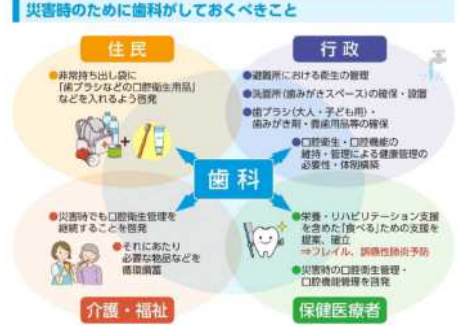 災害時のために歯科がしておくべきこと
住民
●非常持ち出し袋に
「歯ブラシなどの口腔衛生用品」
などを入れるよう啓発
行政
●避難所における衛生の管理
●洗面所(歯みがきスペース)の確保・設置
●歯ブラシ(大人・子ども用)・
歯みがき剤・義歯用品等の確保
●口腔衛生・口腔機能の
維持・管理による健康管理の
必要性・体制構築
歯科
●災害時でも口腔衛生管理を
継続することを啓発
●それにあたり
必要な物品などを
循環備蓄
介護・福祉
●栄養・リハビリテーション支援
を含めた「食べる」ための支援を
提案、確立
⇒フレイル、誤嚥性肺炎予防
●災害時の口腔衛生管理・
口腔機能管理を啓発
保健医療者